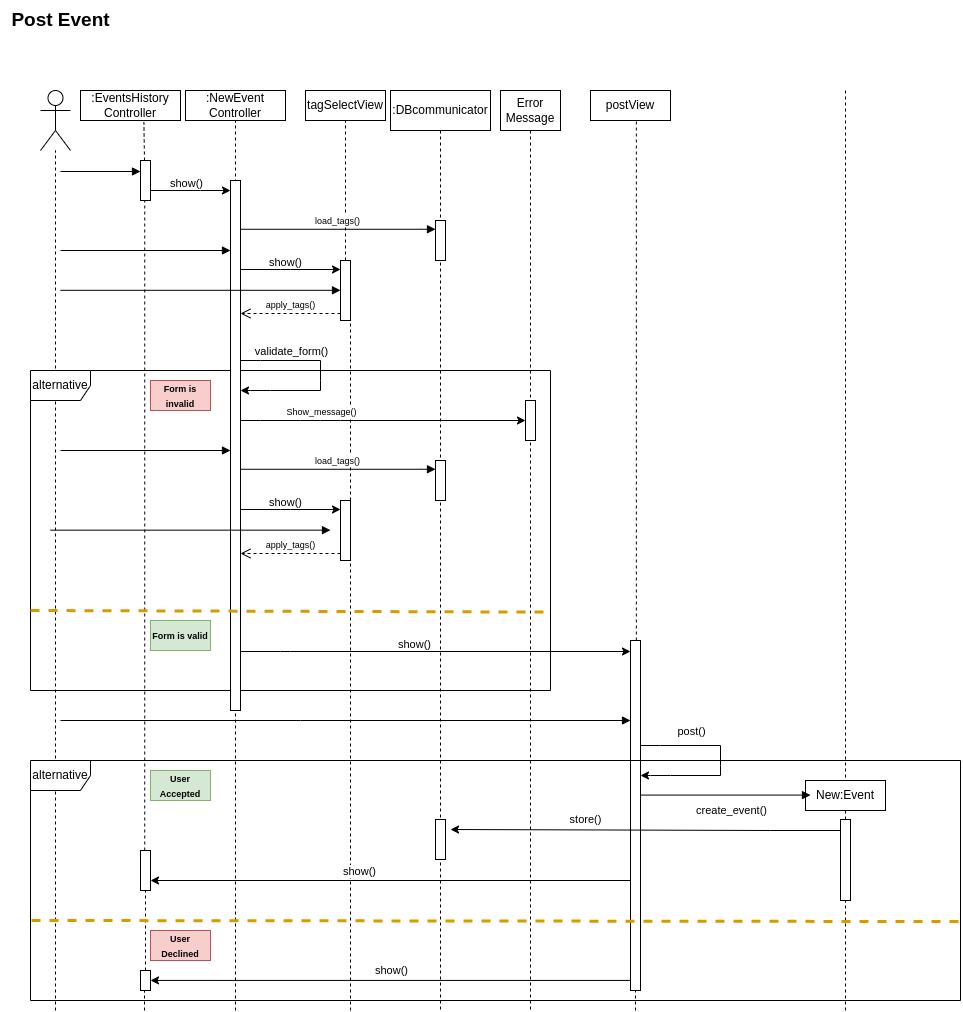 Post Event
:EventsHistory
Controller
:NewEvent
Controller
tagSelectView
:DBcommunicator
Error
Message
postView
show()
load_tags()
show()
apply_tags()
validate_form()
alternative
Form is
invalid
Show_message()
load_tags()
show()
apply_tags()
Form is valid
show()
post()
alternative
User
Accepted
New:Event
create_event()
store()
show()
User
Declined
show()